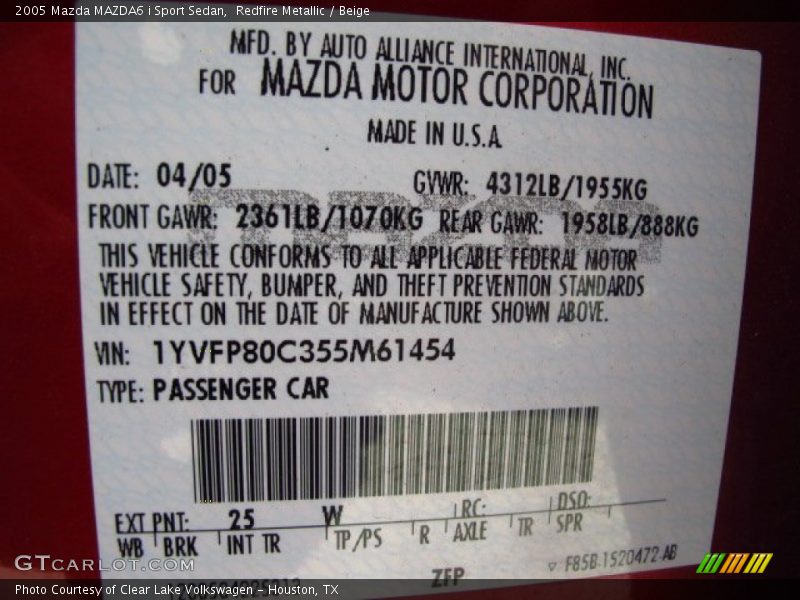 2005 Mazda MAZDA6 i Sport Sedan,  Redfire Metallic / Beige
MFD. BY AUTO ALLIANCE INTERNATIONAL, INC.
FOR MAZDA MOTOR CORPORATION
MADE IN U.S.A.
DATE: 04/05 GVWR: 4312LB/1955KG
FRONT GAWR: 2361LB/1070KG REAR GAWR: 1958LB/888KG
THIS VEHICLE CONFORMS TO ALL APPLICABLE FEDERAL MOTOR
VEHICLE SAFETY, BUMPER, AND THEFT PREVENTION STANDARDS
IN EFFECT ON THE DATE OF MANUFACTURE SHOWN ABOVE.
VIN: 1YVFP80C355M61454
TYPE: PASSENGER CAR
EXT PNT: 25 W RC: DSO:
WB BRK INT TR TP/PS R AXLE TR SPR
F85B-1520472-AB
ZFP
GTCARLOT.COM
Photo Courtesy of Clear Lake Volkswagen – Houston, TX